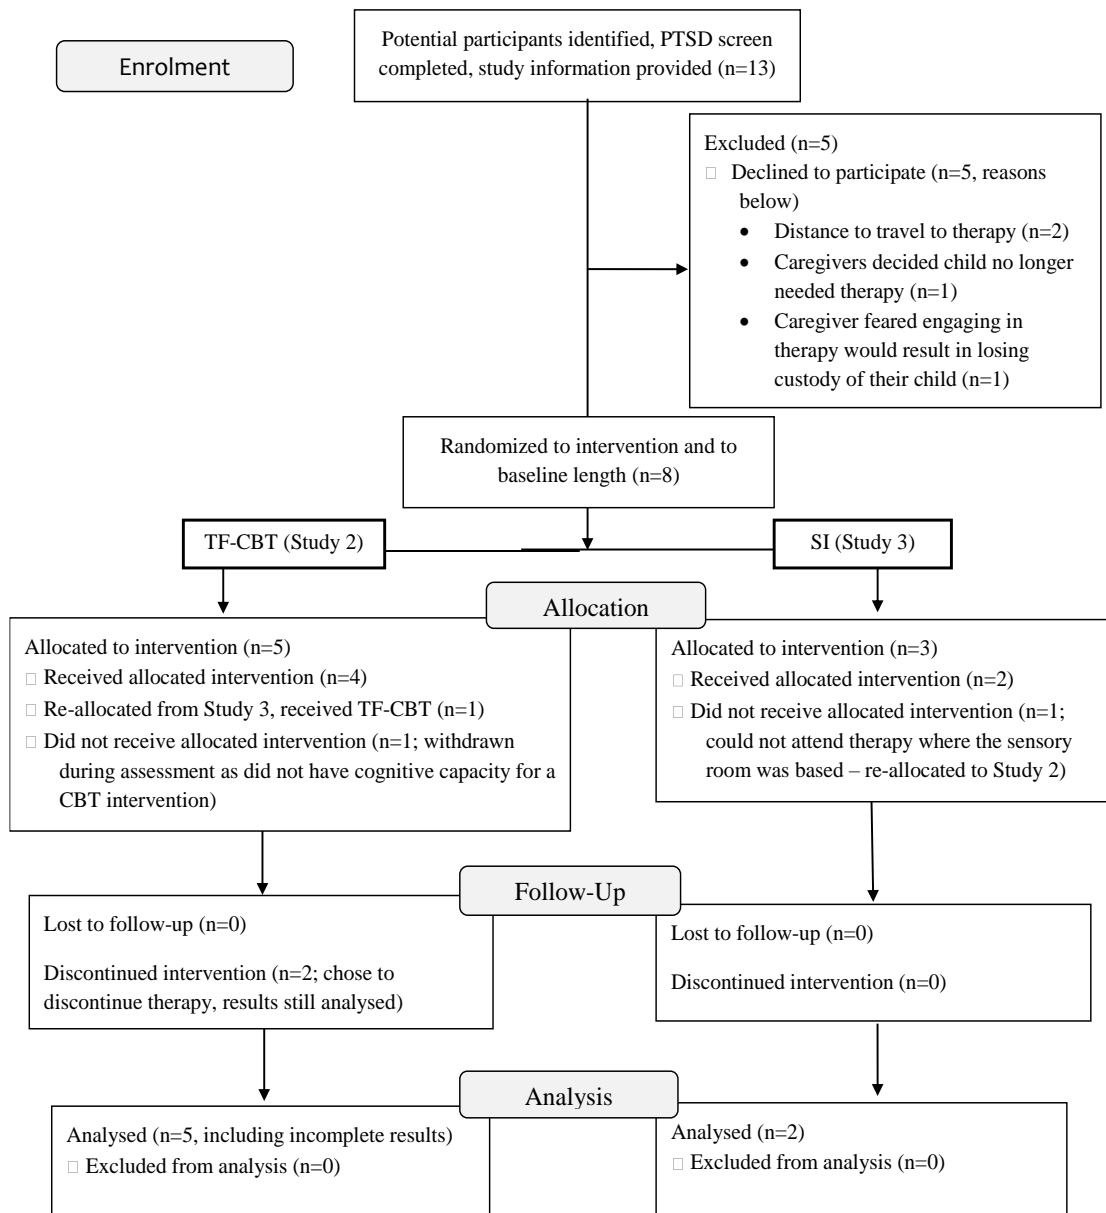 Enrolment
Potential participants identified, PTSD screen
completed, study information provided (n=13)
Excluded (n=5)
□ Declined to participate (n=5, reasons
below)
• Distance to travel to therapy (n=2)
• Caregivers decided child no longer
needed therapy (n=1)
• Caregiver feared engaging in
therapy would result in losing
custody of their child (n=1)
Randomized to intervention and to
baseline length (n=8)
TF-CBT (Study 2)
SI (Study 3)
Allocation
Allocated to intervention (n=5)
□ Received allocated intervention (n=4)
□ Re-allocated from Study 3, received TF-CBT (n=1)
□ Did not receive allocated intervention (n=1; withdrawn
during assessment as did not have cognitive capacity for a
CBT intervention)
Allocated to intervention (n=3)
□ Received allocated intervention (n=2)
□ Did not receive allocated intervention (n=1;
could not attend therapy where the sensory
room was based – re-allocated to Study 2)
Follow-Up
Lost to follow-up (n=0)
Discontinued intervention (n=2; chose to
discontinue therapy, results still analysed)
Lost to follow-up (n=0)
Discontinued intervention (n=0)
Analysis
Analysed (n=5, including incomplete results)
□ Excluded from analysis (n=0)
Analysed (n=2)
□ Excluded from analysis (n=0)